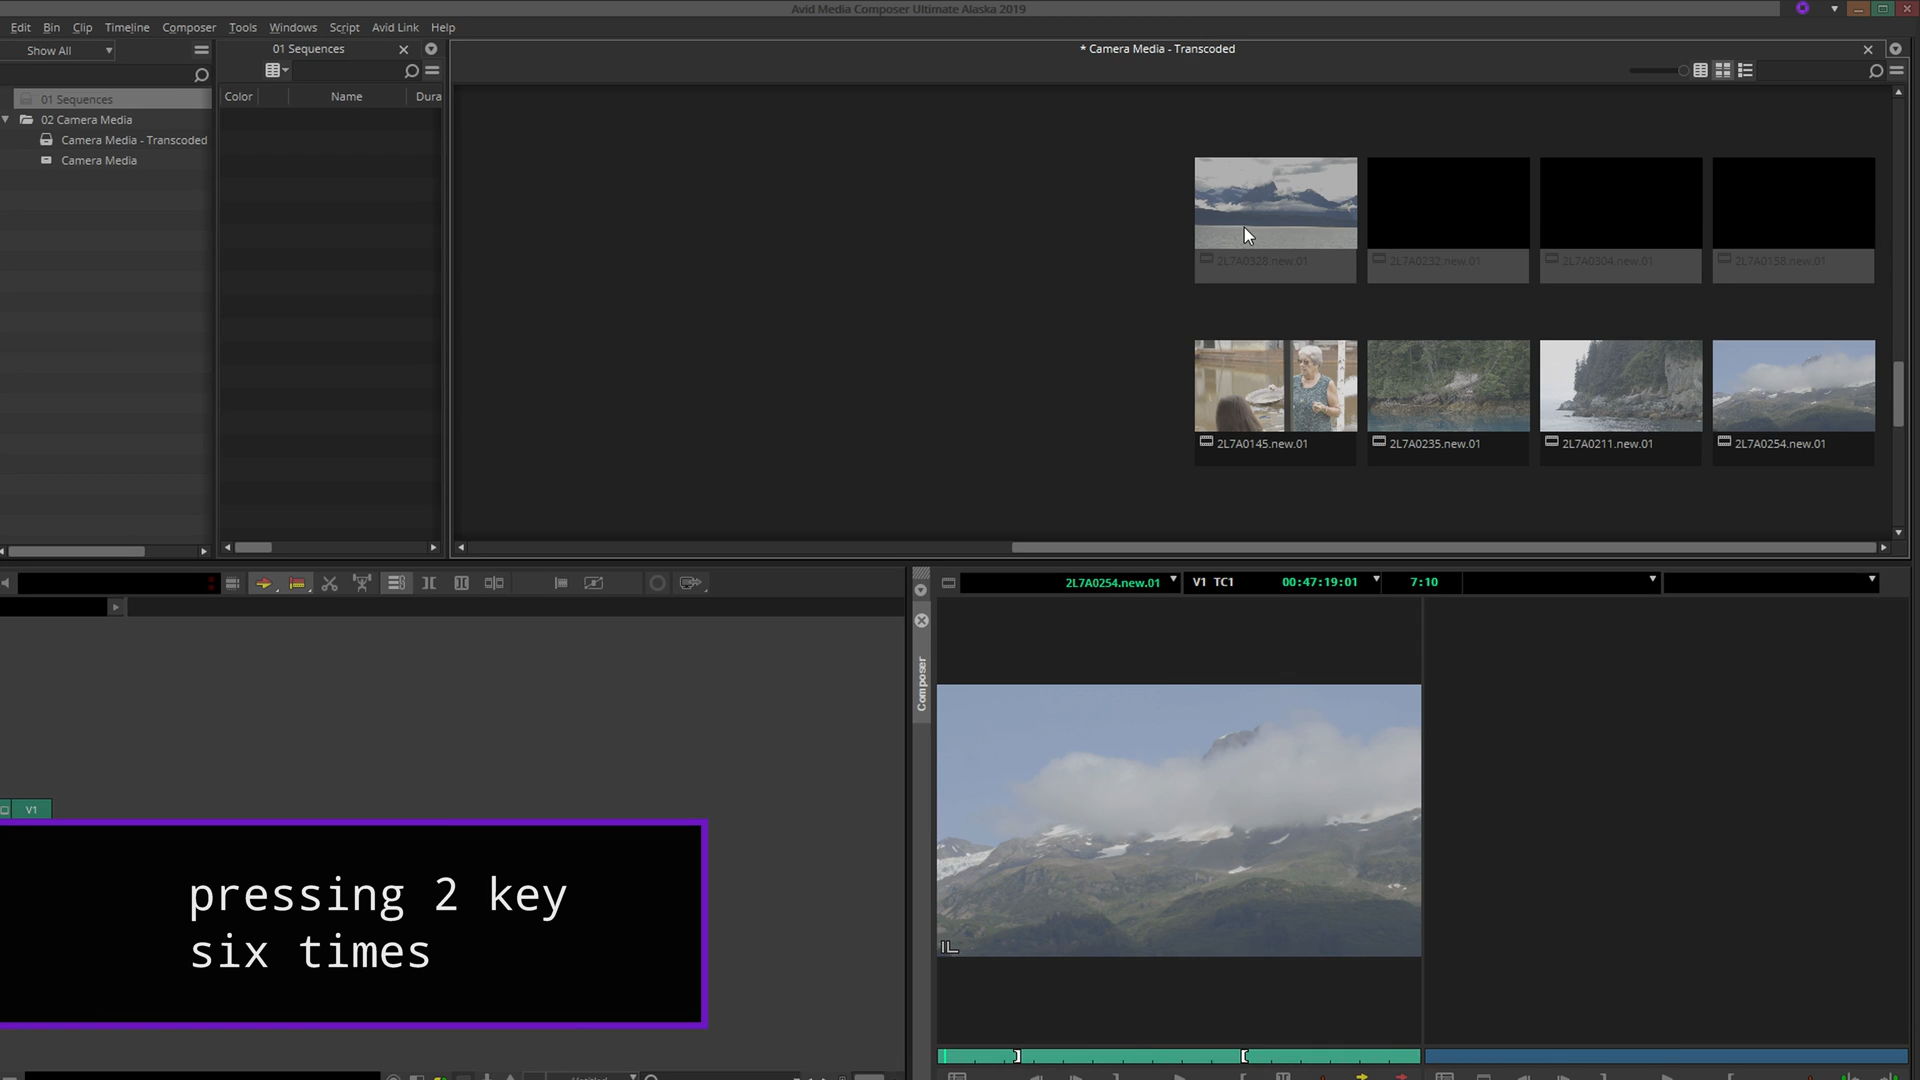 Avid Media Composer Ultimate Alaska 2019
Edit Bin Clip Timeline Composer Tools Windows Script Avid Link Help
Show All
01 Sequences
* Camera Media - Transcoded
Color Name Dura
01 Sequences
02 Camera Media
Camera Media - Transcoded
Camera Media
2L7A0328.new.01
2L7A0232.new.01
2L7A0304.new.01
2L7A0158.new.01
2L7A0145.new.01
2L7A0235.new.01
2L7A0211.new.01
2L7A0254.new.01
2L7A0254.new.01
V1 TC1 00:47:19:01 7:10
Composer
V1
pressing 2 key
six times